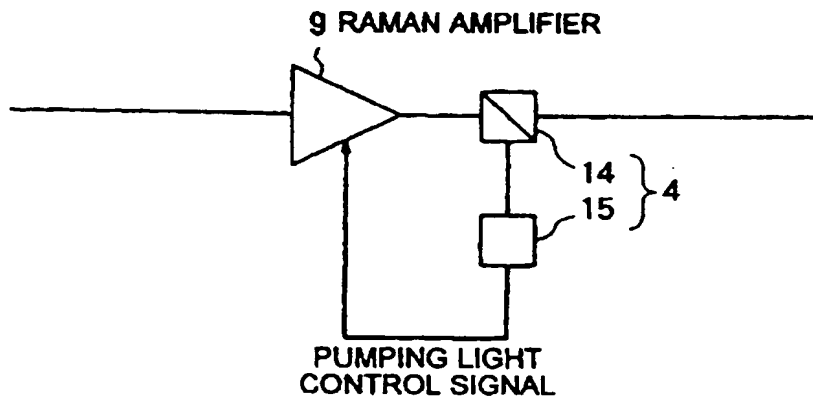 9 RAMAN AMPLIFIER
14
15
4
PUMPING LIGHT
CONTROL SIGNAL